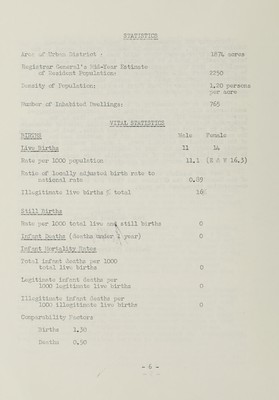 STATISTICS
Area of Urban District : 1874 acres
Registrar General's Mid-Year Estimate
of Resident Population: 2250
Density of Population: 1.20 persons
per acre
Number of Inhabited Dwellings: 765
VITAL STATISTICS
BIRTHS Male Female
Live Births 11 14
Rate per 1000 population 11.1 (E & W 16.3)
Ratio of locally adjusted birth rate to
national rate 0.89
Illegitimate live births % total
Still Births
Rate per 1000 total live and still births 0
Infant Deaths (deaths under 1 year) 0
Infant Mortality Rates
Total infant deaths per 1000
total live births 0
Legitimate infant deaths per
1000 legitimate live births 0
Illegitimate infant deaths per
1000 illegitimate live births 0
Comparability Factors
Births 1.30
Deaths 0.58
- 6 -